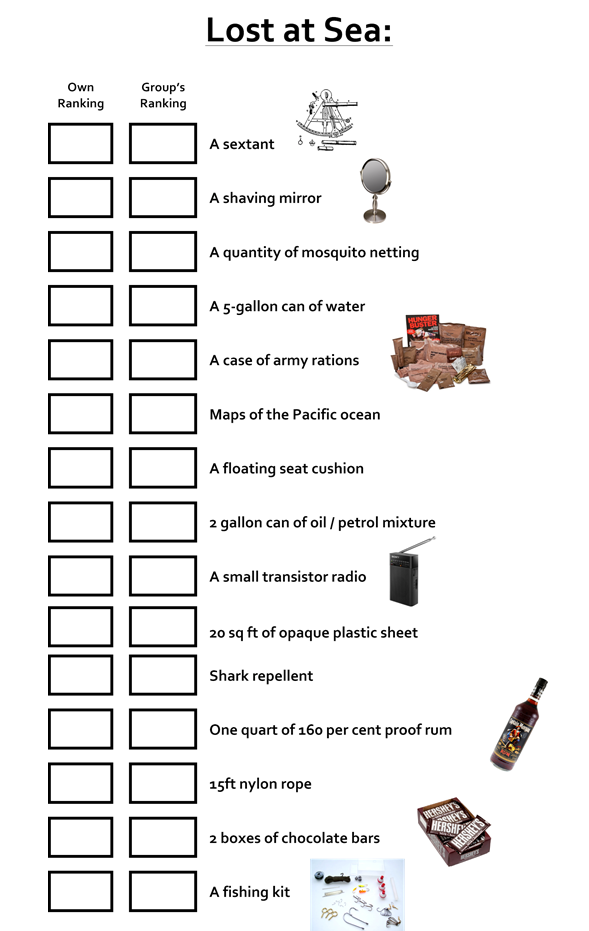 Lost at Sea:
Own Ranking
Group's Ranking
A sextant
A shaving mirror
A quantity of mosquito netting
A 5-gallon can of water
HUNGER BUSTER
A case of army rations
Maps of the Pacific ocean
A floating seat cushion
2 gallon can of oil / petrol mixture
A small transistor radio
20 sq ft of opaque plastic sheet
Shark repellent
One quart of 160 per cent proof rum
15ft nylon rope
2 boxes of chocolate bars
HERSHEY'S
HERSHEY'S
HERSHEY'S
A fishing kit